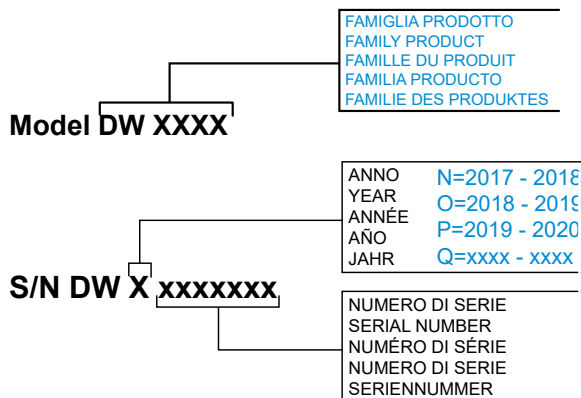 FAMIGLIA PRODOTTO
FAMILY PRODUCT
FAMILLE DU PRODUIT
FAMILIA PRODUCTO
FAMILIE DES PRODUKTES
Model DW XXXX
ANNO
YEAR
ANNÉE
AÑO
JAHR
N=2017 - 2018
O=2018 - 2019
P=2019 - 2020
Q=xxxx - xxxx
S/N DW X xxxxxxx
NUMERO DI SERIE
SERIAL NUMBER
NUMÉRO DI SÉRIE
NUMERO DI SERIE
SERIENNUMMER